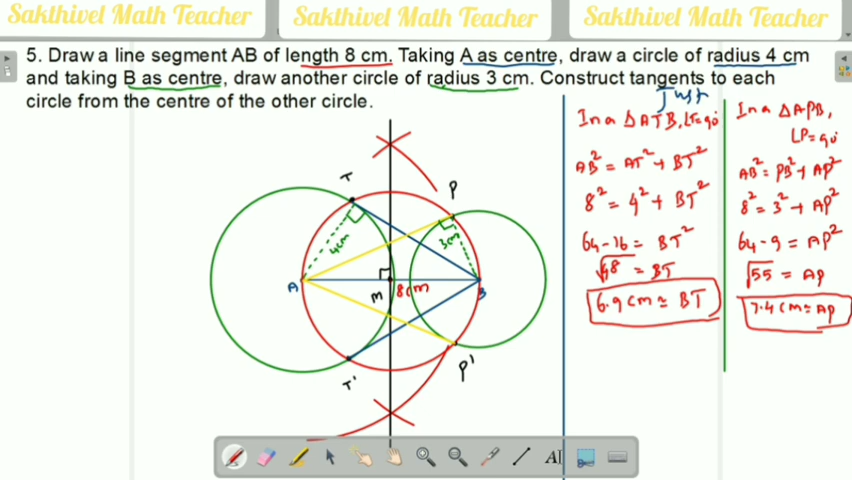 Sakthivel Math Teacher
Sakthivel Math Teacher
Sakthivel Math Teacher
5. Draw a line segment AB of length 8 cm. Taking A as centre, draw a circle of radius 4 cm
and taking B as centre, draw another circle of radius 3 cm. Construct tangents to each
circle from the centre of the other circle.
Just
In a ΔATB, LT=90°
AB² = AT² + BT²
8² = 4² + BT²
64-16 = BT²
√48 = BT
6.9 cm ≃ BT
In a ΔAPB,
LP=90°
AB² = PB² + AP²
8² = 3² + AP²
64-9 = AP²
√55 = AP
7.4 cm ≃ AP
T
P
4cm
3cm
A
M
8cm
B
T'
P'
AI